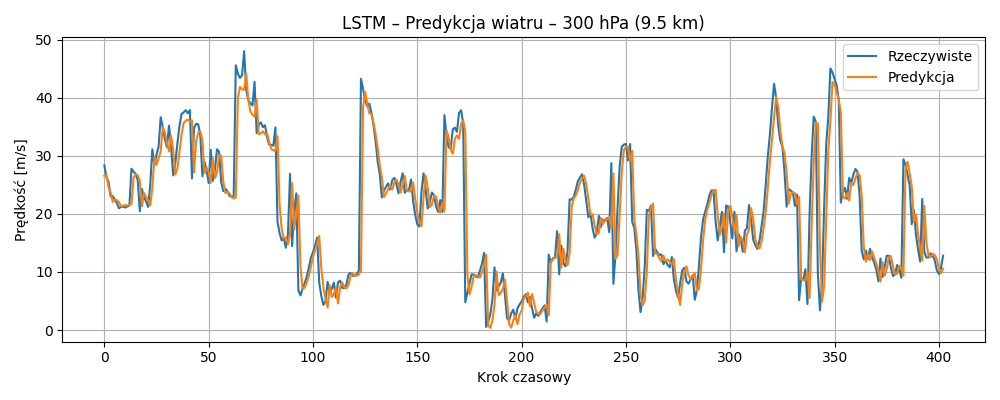 LSTM – Predykcja wiatru – 300 hPa (9.5 km)
Prędkość [m/s]
50
40
30
20
10
0
Rzeczywiste
Predykcja
0 50 100 150 200 250 300 350 400
Krok czasowy